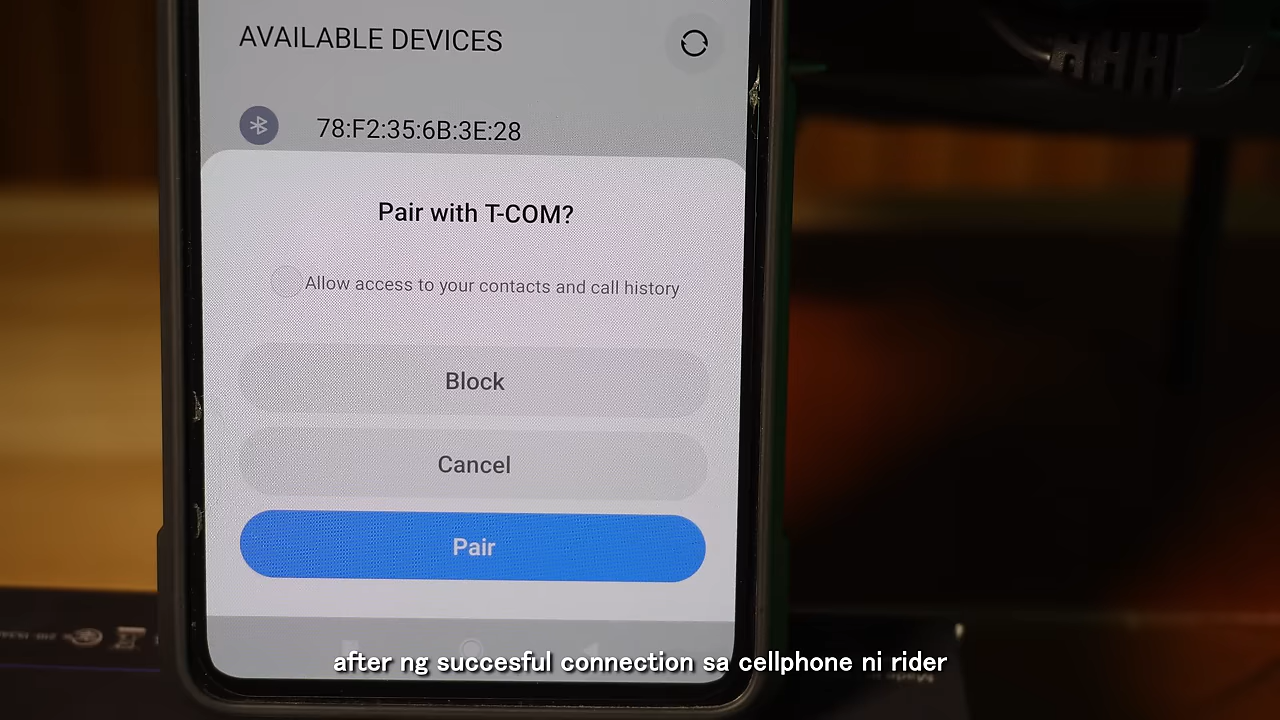 AVAILABLE DEVICES
78:F2:35:6B:3E:28
Pair with T-COM?
Allow access to your contacts and call history
Block
Cancel
Pair
after ng succesful connection sa cellphone ni rider